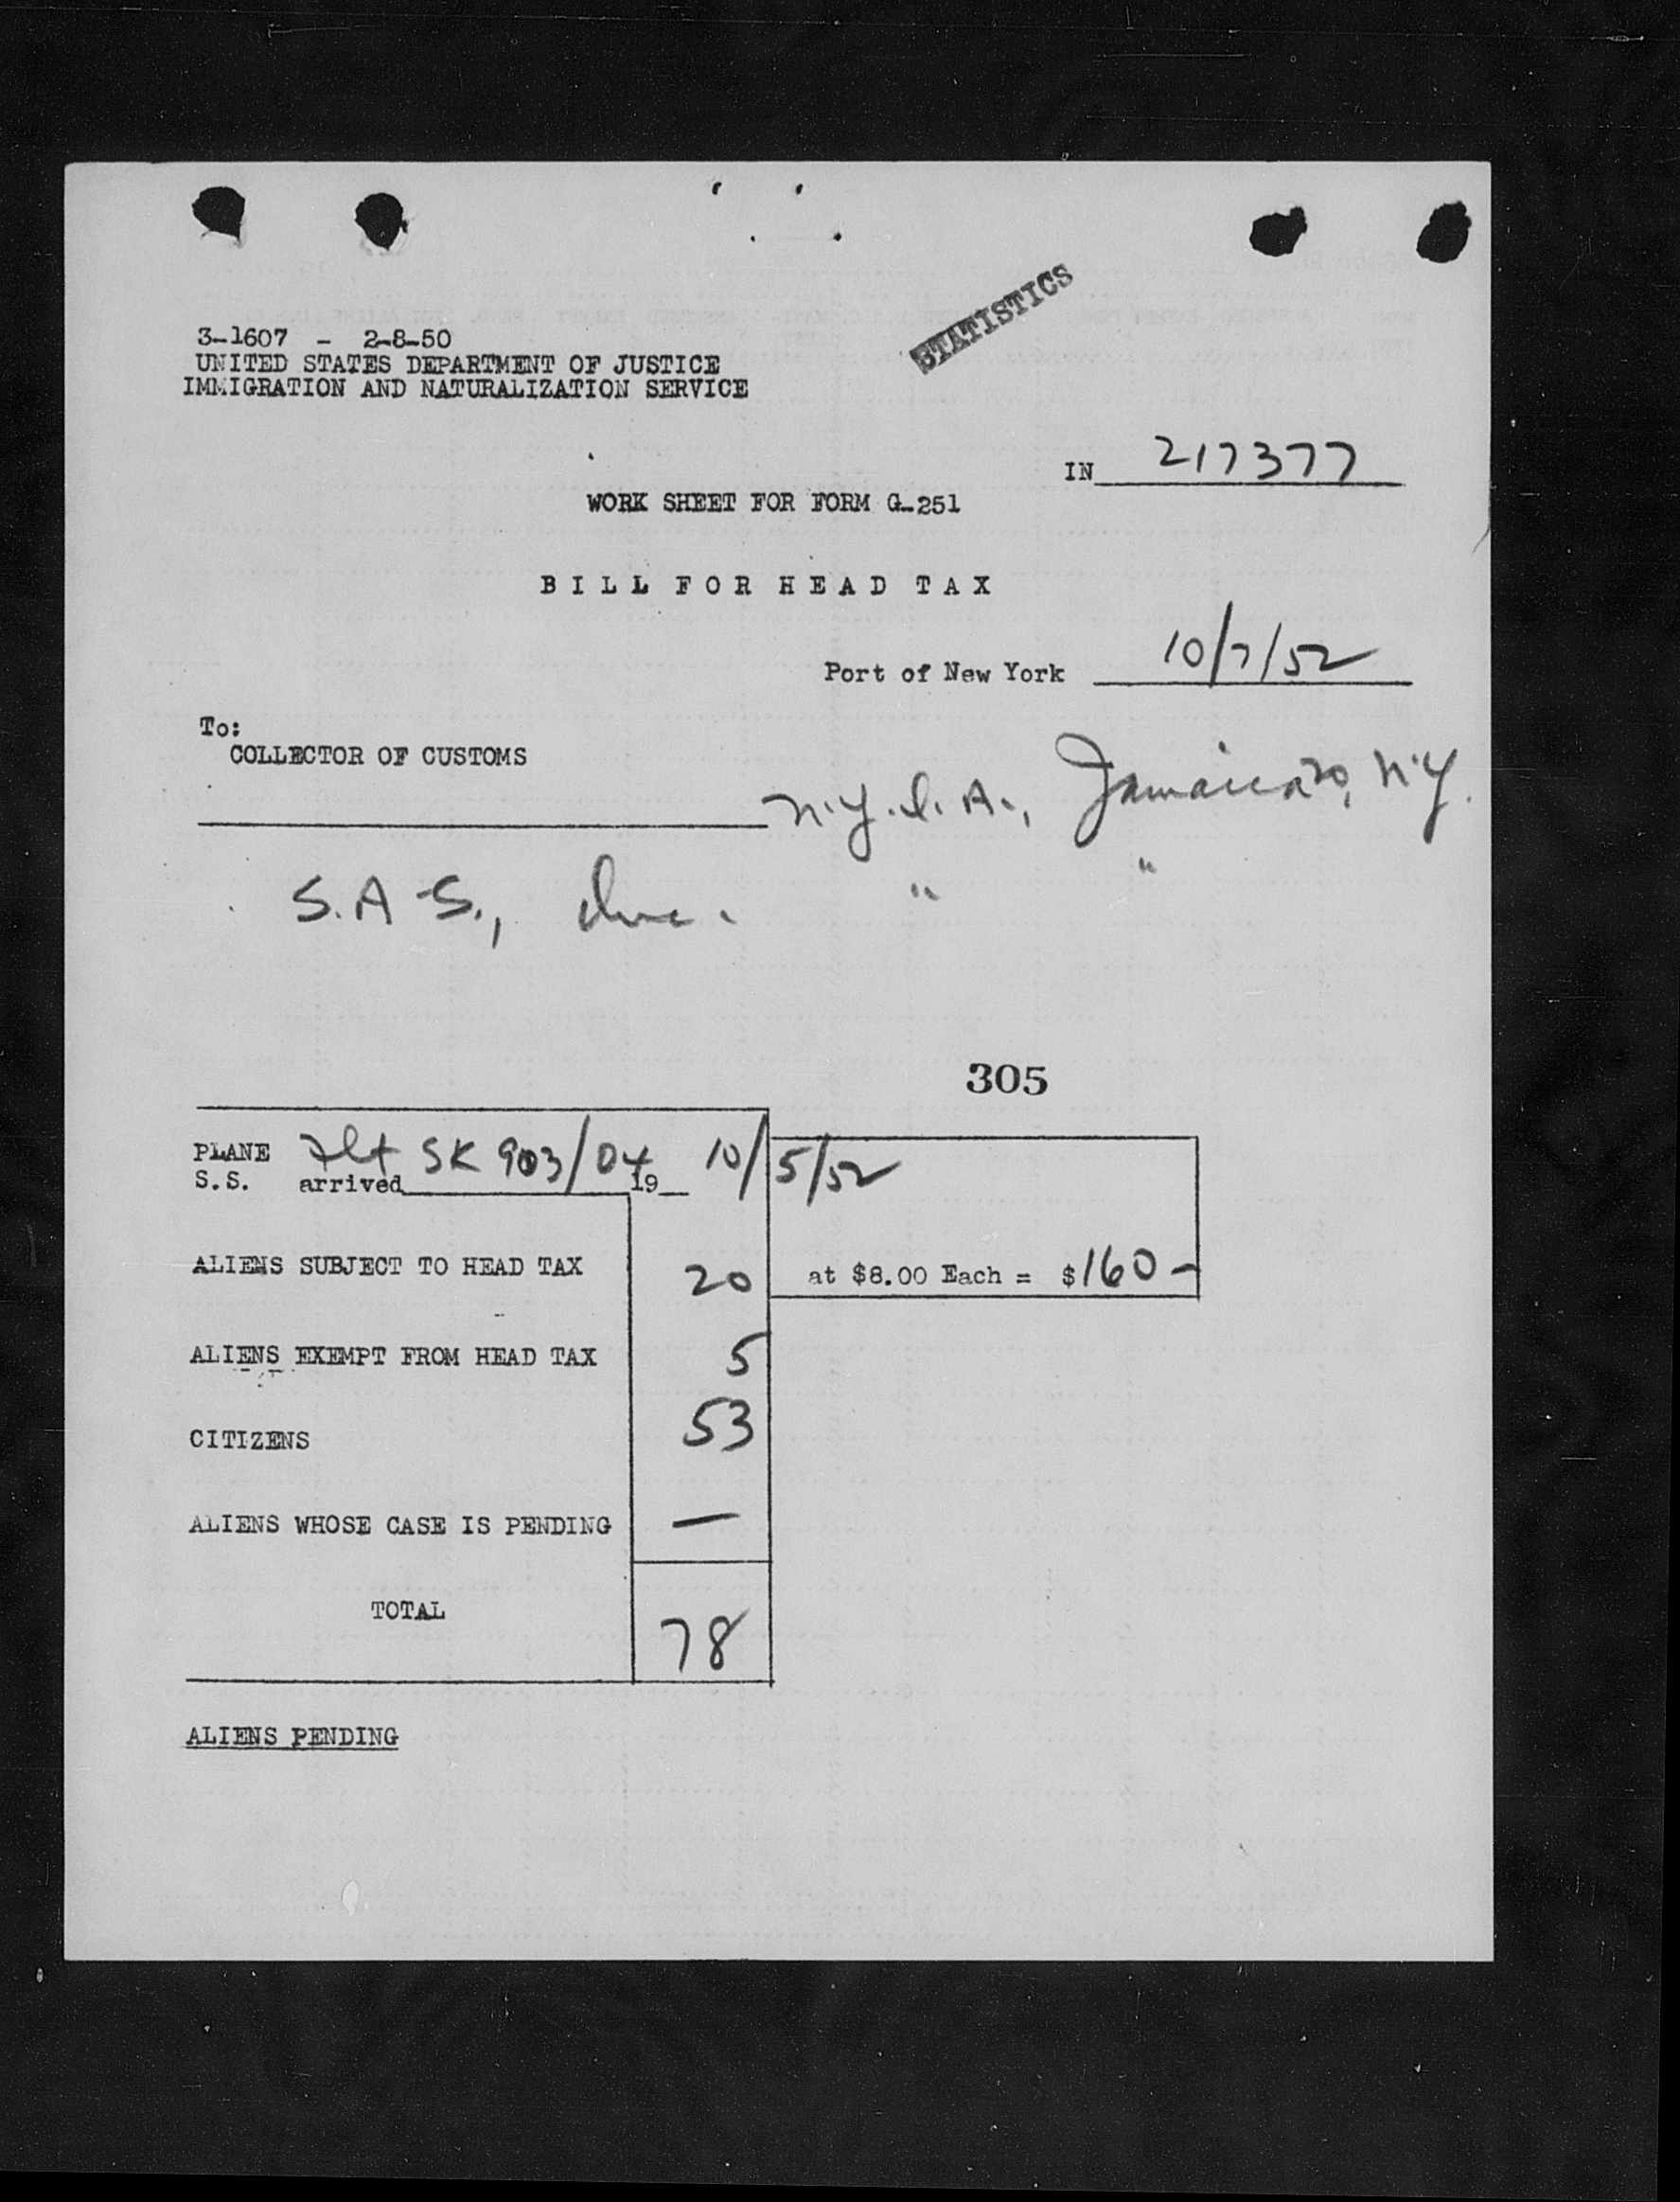 STATISTICS
3-1607 - 2-8-50
UNITED STATES DEPARTMENT OF JUSTICE
IMMIGRATION AND NATURALIZATION SERVICE
IN 217377
WORK SHEET FOR FORM G-251
BILL FOR HEAD TAX
Port of New York 10/7/52
To:
COLLECTOR OF CUSTOMS
N.Y.I.A., Jamaica 30, N.Y.
S.A.S., Inc. " "
305
PLANE Flt SK 903/04 10/5/52
S.S. arrived 19
ALIENS SUBJECT TO HEAD TAX 20 at $8.00 Each = $160-
ALIENS EXEMPT FROM HEAD TAX 5
CITIZENS 53
ALIENS WHOSE CASE IS PENDING —
TOTAL 78
ALIENS PENDING